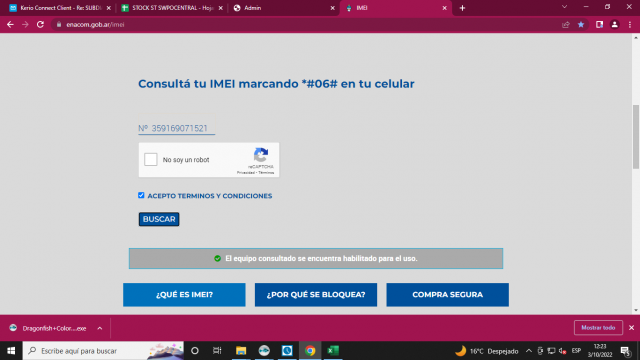 Kerio Connect Client - Re: SUBDI
STOCK ST SWPOCENTRAL - Hoja
Admin
IMEI
enacom.gob.ar/imei
Consultá tu IMEI marcando *#06# en tu celular
Nº 359169071521
No soy un robot
reCAPTCHA
Privacidad - Términos
ACEPTO TERMINOS Y CONDICIONES
BUSCAR
El equipo consultado se encuentra habilitado para el uso.
¿QUÉ ES IMEI?
¿POR QUÉ SE BLOQUEA?
COMPRA SEGURA
Dragonfish+Color....exe
Mostrar todo
Escribe aquí para buscar
16°C Despejado
ESP
12:23
3/10/2022